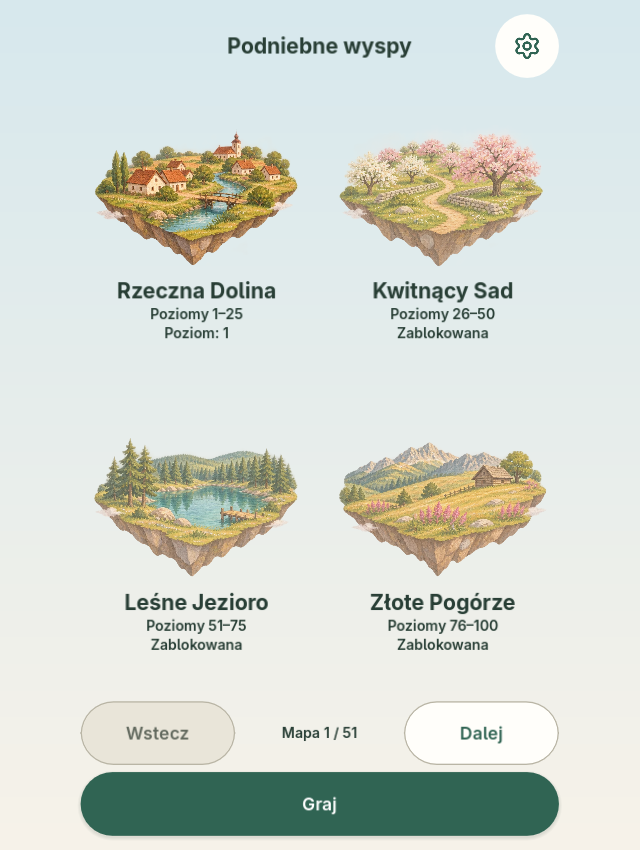 Podniebne wyspy
Rzeczna Dolina
Poziomy 1–25
Poziom: 1
Kwitnący Sad
Poziomy 26–50
Zablokowana
Leśne Jezioro
Poziomy 51–75
Zablokowana
Złote Pogórze
Poziomy 76–100
Zablokowana
Wstecz
Mapa 1 / 51
Dalej
Graj